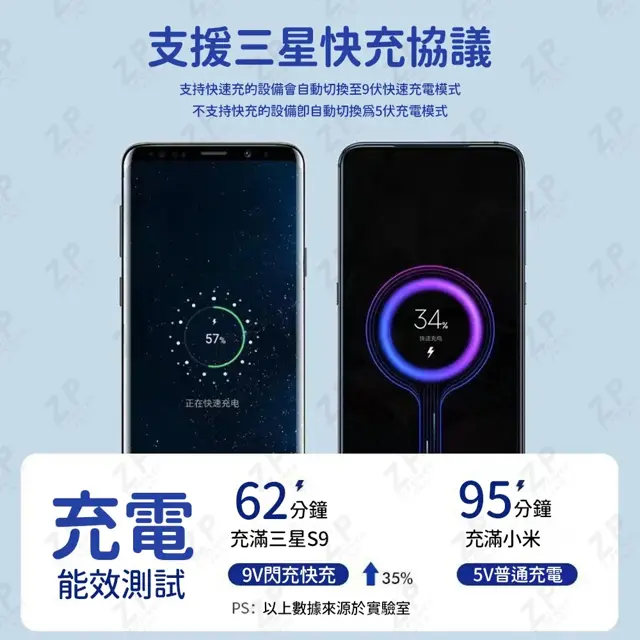 支援三星快充協議
支持快速充的設備會自動切換至9伏快速充電模式
不支持快充的設備即自動切換爲5伏充電模式
57%
正在快速充电
34%
快速充电
充電
能效測試
62分鐘
充滿三星S9
9V閃充快充
35%
95分鐘
充滿小米
5V普通充電
PS：以上數據來源於實驗室
ZP